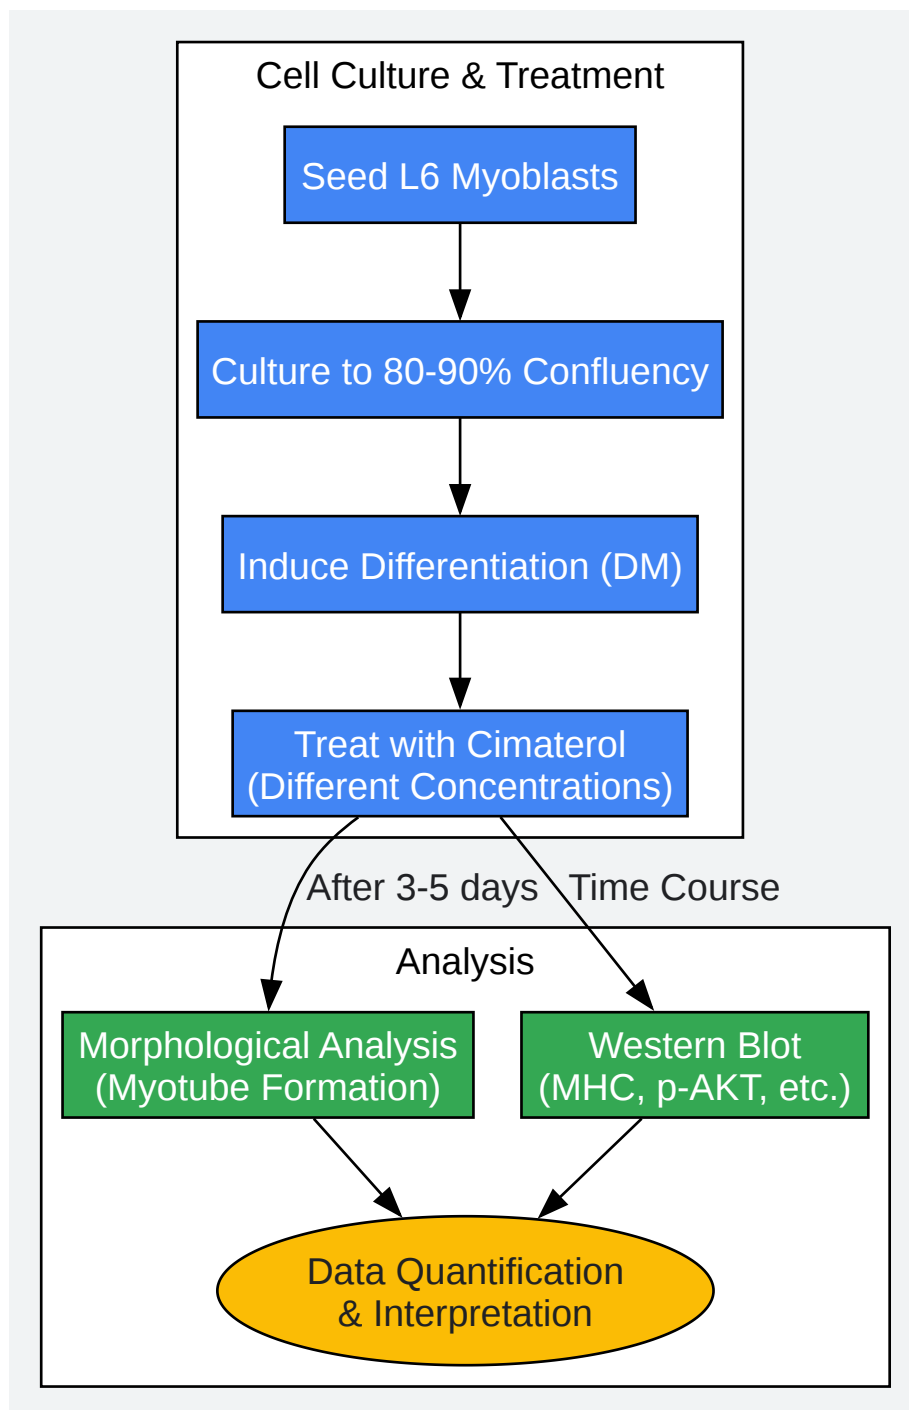 Cell Culture & Treatment
Seed L6 Myoblasts
Culture to 80-90% Confluency
Induce Differentiation (DM)
Treat with Cimaterol
(Different Concentrations)
After 3-5 days
Time Course
Analysis
Morphological Analysis
(Myotube Formation)
Western Blot
(MHC, p-AKT, etc.)
Data Quantification
& Interpretation